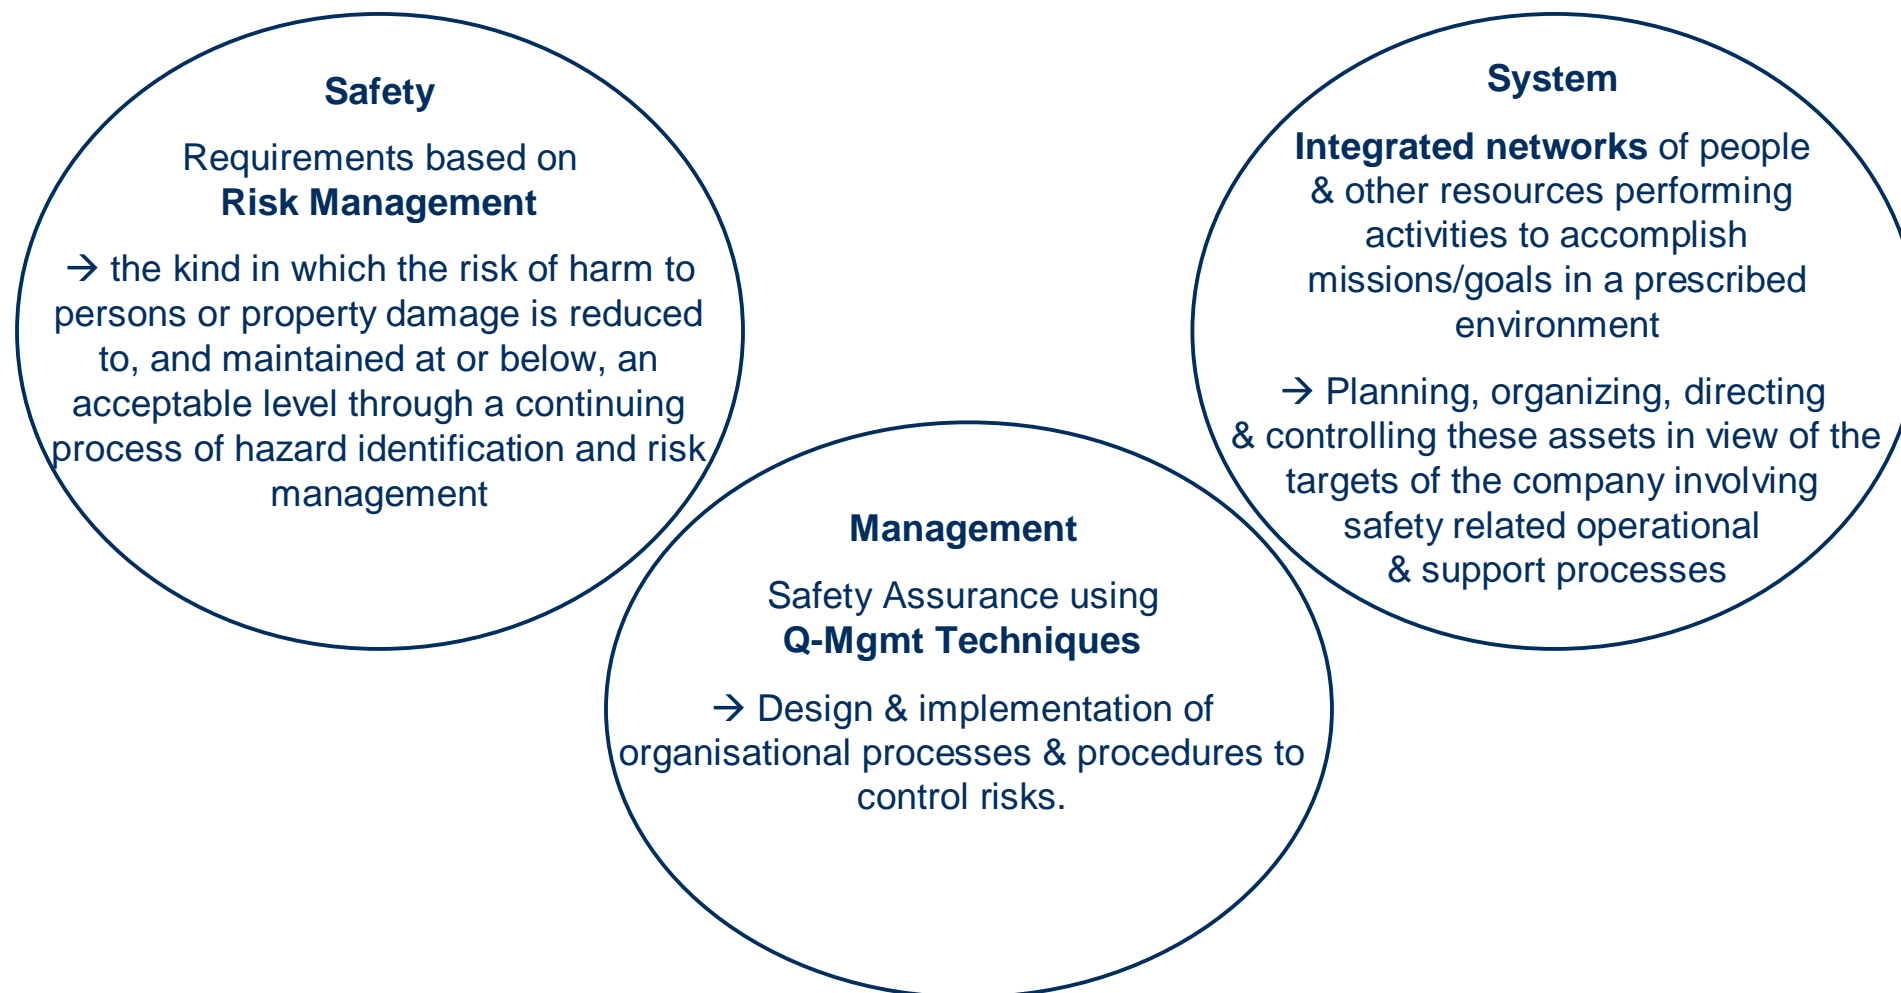 Safety
Requirements based on
Risk Management
→ the kind in which the risk of harm to
persons or property damage is reduced
to, and maintained at or below, an
acceptable level through a continuing
process of hazard identification and risk
management
Management
Safety Assurance using
Q-Mgmt Techniques
→ Design & implementation of
organisational processes & procedures to
control risks.
System
Integrated networks of people
& other resources performing
activities to accomplish
missions/goals in a prescribed
environment
→ Planning, organizing, directing
& controlling these assets in view of the
targets of the company involving
safety related operational
& support processes